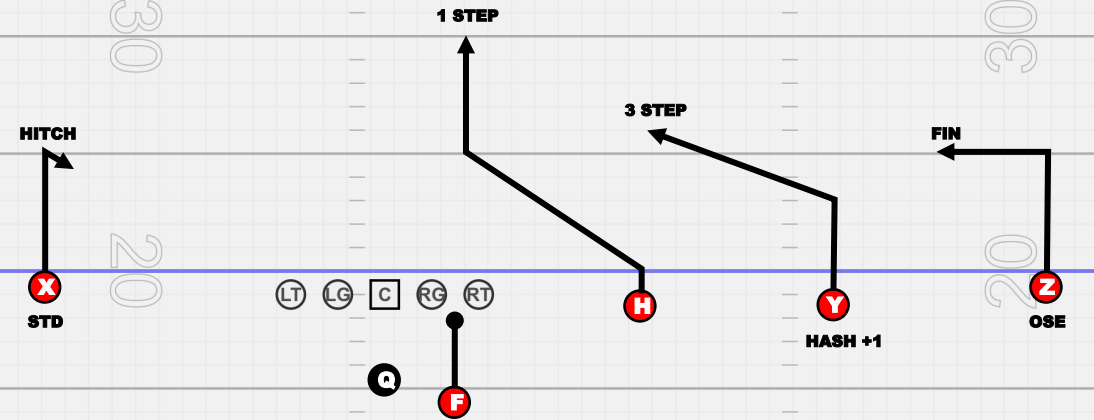 1 STEP
30
30
3 STEP
HITCH
FIN
20
20
X
LT
LG
C
RG
RT
H
Y
Z
STD
OSE
HASH +1
Q
F